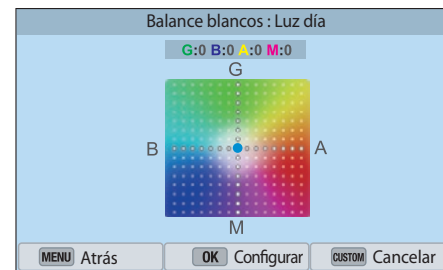 Balance blancos : Luz día
G:0 B:0 A:0 M:0
G
B
A
M
MENU Atrás
OK Configurar
CUSTOM Cancelar